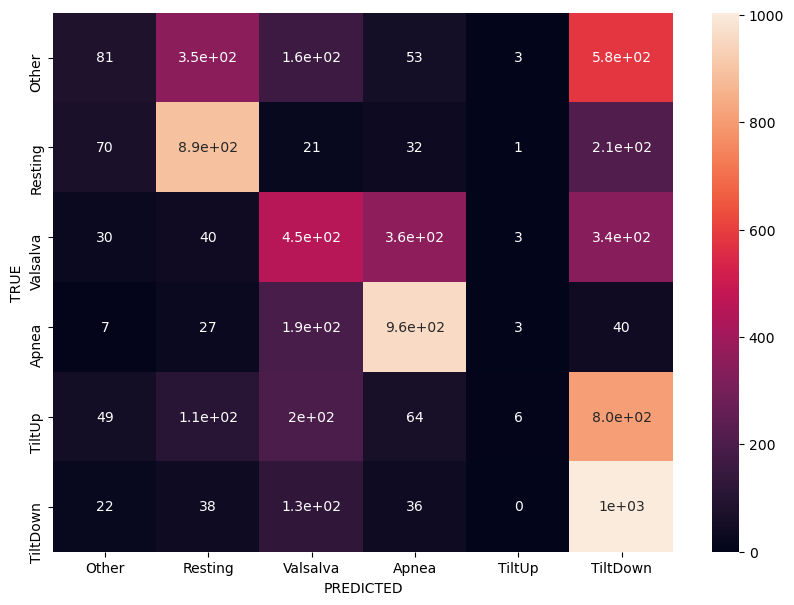 Other 81 3.5e+02 1.6e+02 53 3 5.8e+02
Resting 70 8.9e+02 21 32 1 2.1e+02
Valsalva 30 40 4.5e+02 3.6e+02 3 3.4e+02
Apnea 7 27 1.9e+02 9.6e+02 3 40
TiltUp 49 1.1e+02 2e+02 64 6 8.0e+02
TiltDown 22 38 1.3e+02 36 0 1e+03
TRUE
Other Resting Valsalva Apnea TiltUp TiltDown
PREDICTED
1000
800
600
400
200
0